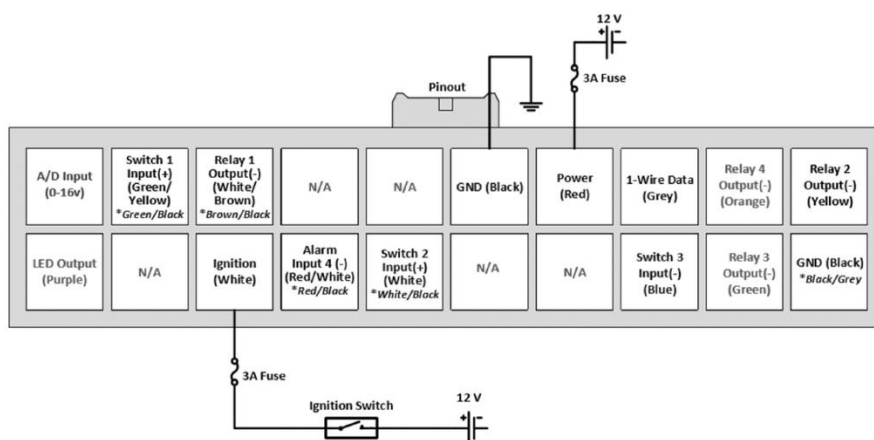 12 V
+ -
3A Fuse
Pinout
A/D Input
(0-16v)
Switch 1
Input(+)
(Green/
Yellow)
*Green/Black
Relay 1
Output(-)
(White/
Brown)
*Brown/Black
N/A
N/A
GND (Black)
Power
(Red)
1-Wire Data
(Grey)
Relay 4
Output(-)
(Orange)
Relay 2
Output(-)
(Yellow)
LED Output
(Purple)
N/A
Ignition
(White)
Alarm
Input 4 (-)
(Red/White)
*Red/Black
Switch 2
Input(+)
(White)
*White/Black
N/A
N/A
Switch 3
Input(-)
(Blue)
Relay 3
Output(-)
(Green)
GND (Black)
*Black/Grey
3A Fuse
Ignition Switch
12 V
+ -